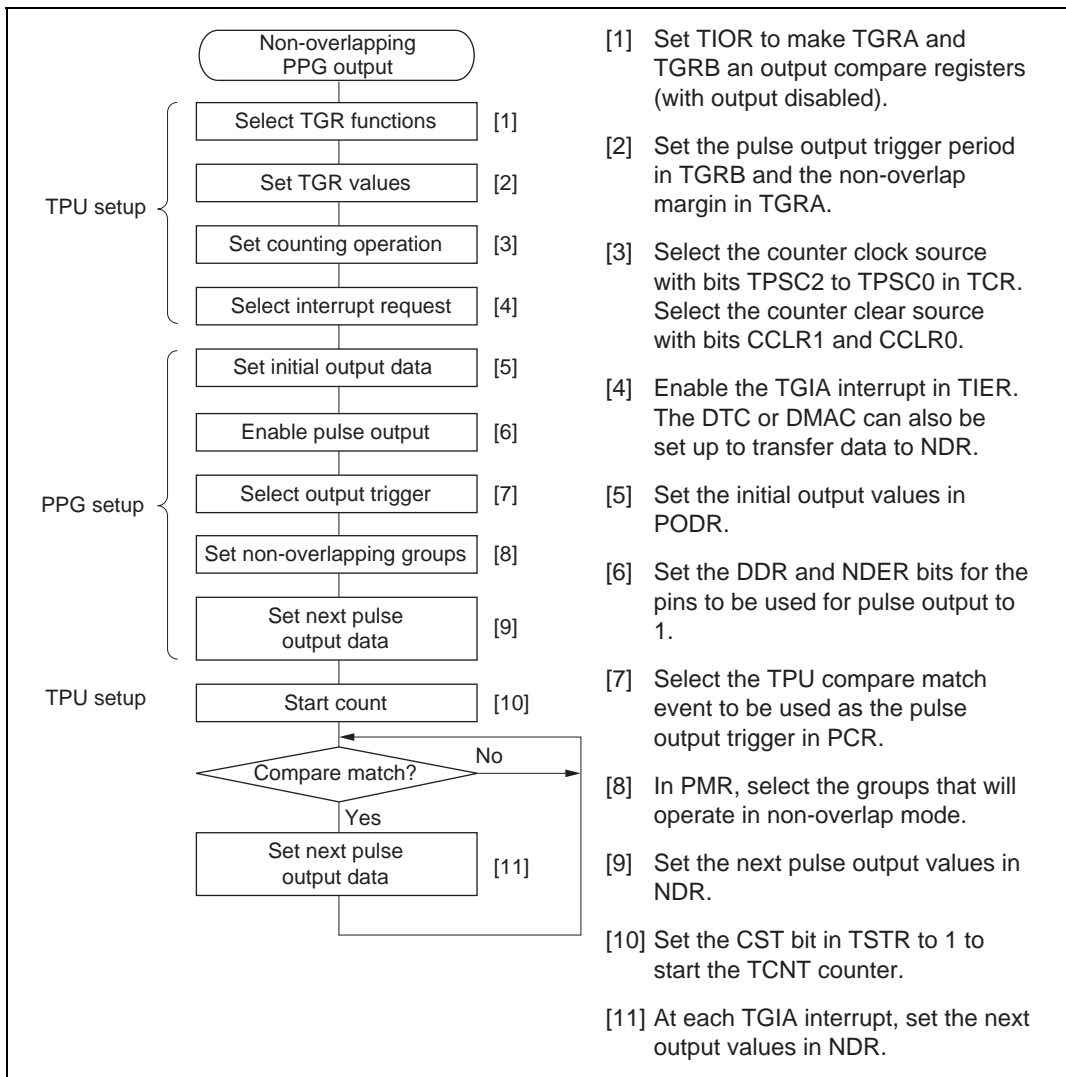 Non-overlapping
PPG output
TPU setup
Select TGR functions [1]
Set TGR values [2]
Set counting operation [3]
Select interrupt request [4]
PPG setup
Set initial output data [5]
Enable pulse output [6]
Select output trigger [7]
Set non-overlapping groups [8]
Set next pulse
output data [9]
TPU setup
Start count [10]
Compare match?
No
Yes
Set next pulse
output data [11]
[1] Set TIOR to make TGRA and
TGRB an output compare registers
(with output disabled).
[2] Set the pulse output trigger period
in TGRB and the non-overlap
margin in TGRA.
[3] Select the counter clock source
with bits TPSC2 to TPSC0 in TCR.
Select the counter clear source
with bits CCLR1 and CCLR0.
[4] Enable the TGIA interrupt in TIER.
The DTC or DMAC can also be
set up to transfer data to NDR.
[5] Set the initial output values in
PODR.
[6] Set the DDR and NDER bits for the
pins to be used for pulse output to
1.
[7] Select the TPU compare match
event to be used as the pulse
output trigger in PCR.
[8] In PMR, select the groups that will
operate in non-overlap mode.
[9] Set the next pulse output values in
NDR.
[10] Set the CST bit in TSTR to 1 to
start the TCNT counter.
[11] At each TGIA interrupt, set the next
output values in NDR.